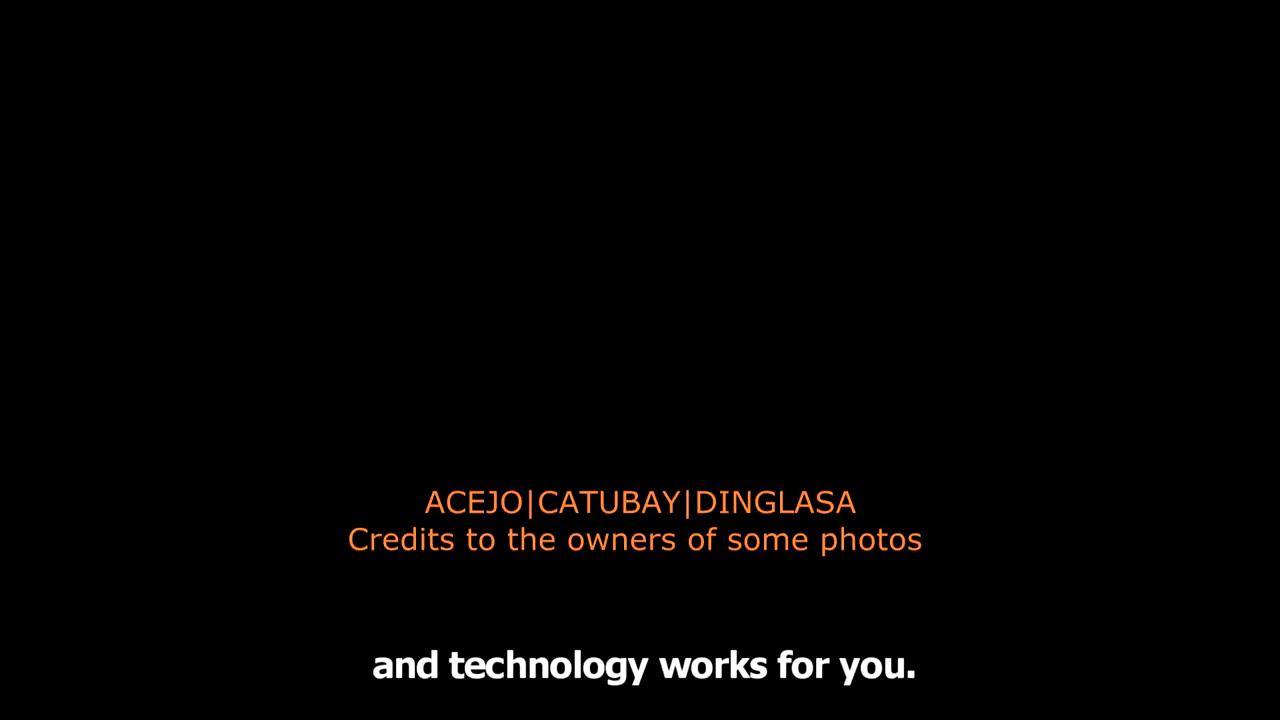 ACEJO|CATUBAY|DINGLASA
Credits to the owners of some photos
and technology works for you.